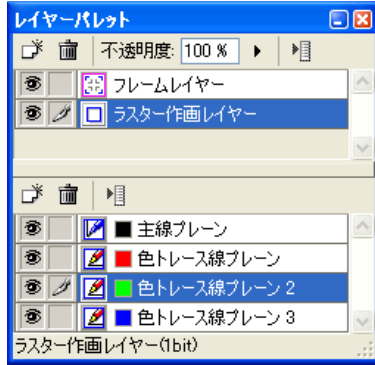 レイヤーパレット
不透明度: 100 %
フレームレイヤー
ラスター作画レイヤー
主線プレーン
色トレース線プレーン
色トレース線プレーン 2
色トレース線プレーン 3
ラスター作画レイヤー(1bit)